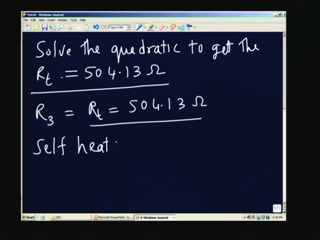 Solve the quadratic to get the
Rt := 504.13 Ω
R3 = Rt = 504.13 Ω
Self heat